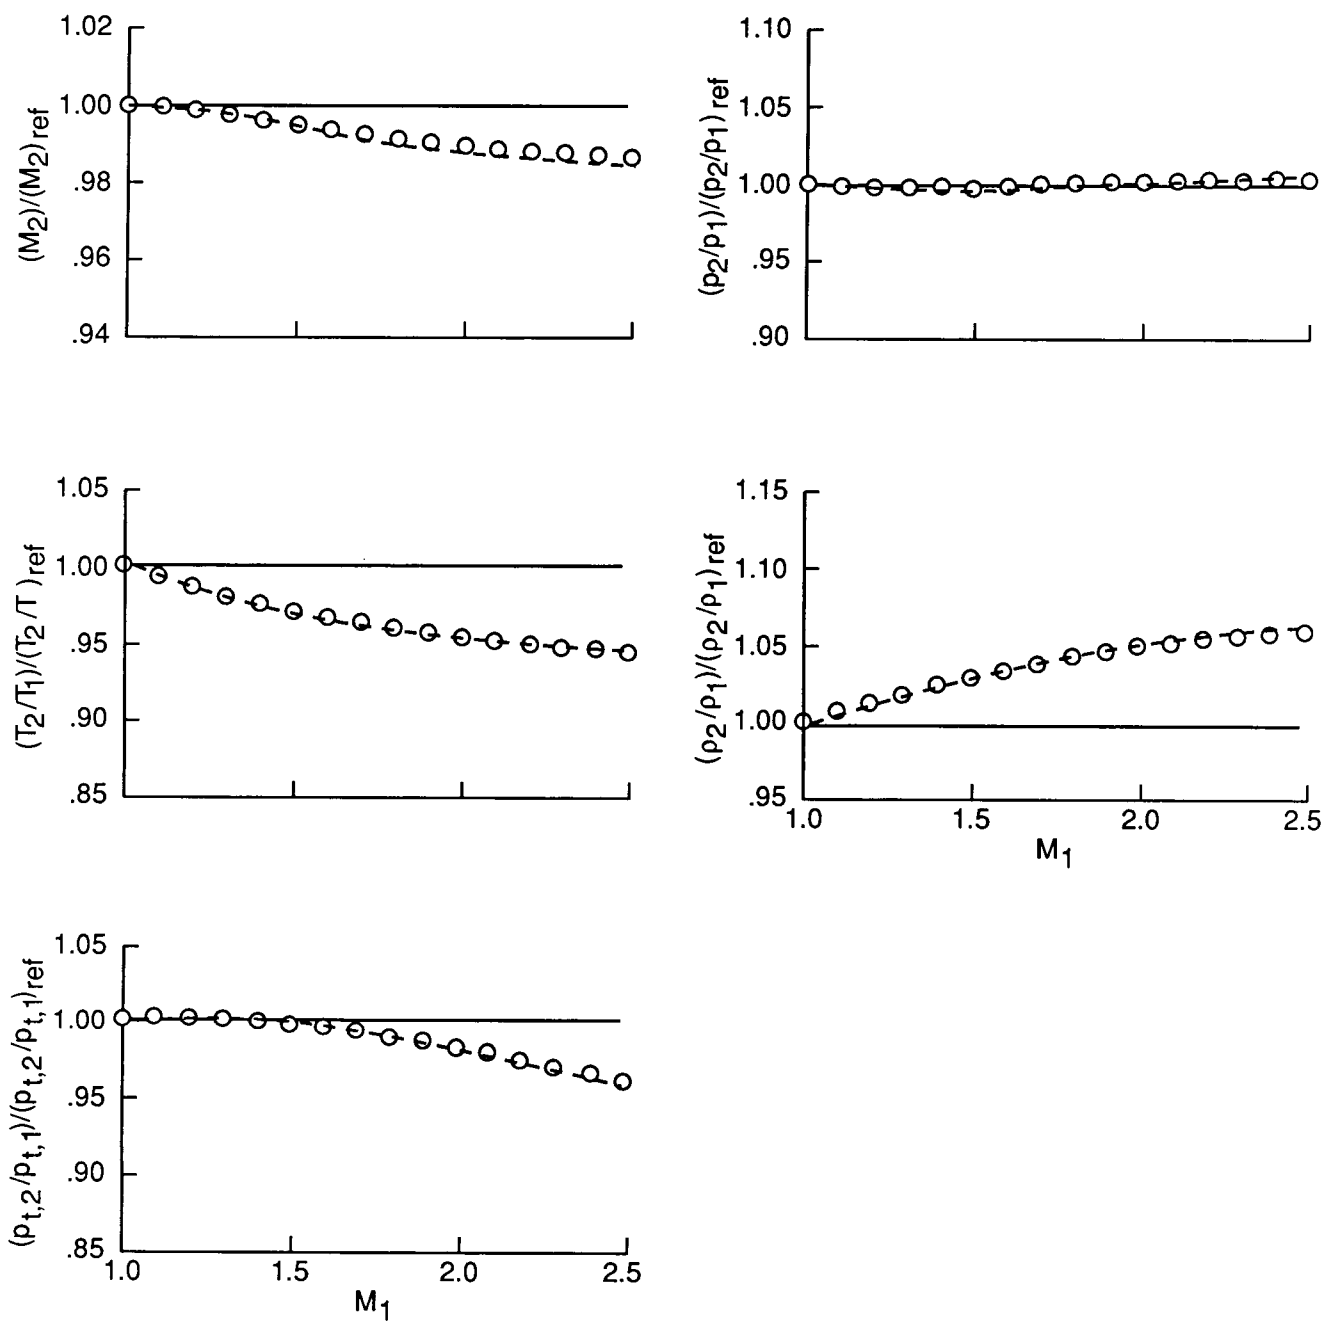 1.02
1.00
.98
.96
.94
(M2)/(M2)ref
1.10
1.05
1.00
.95
.90
(p2/p1)/(p2/p1)ref
1.05
1.00
.95
.90
.85
(T2/T1)/(T2/T )ref
1.15
1.10
1.05
1.00
.95
(ρ2/ρ1)/(ρ2/ρ1)ref
1.0 1.5 2.0 2.5
M1
1.05
1.00
.95
.90
.85
(pt,2/pt,1)/(pt,2/pt,1)ref
1.0 1.5 2.0 2.5
M1